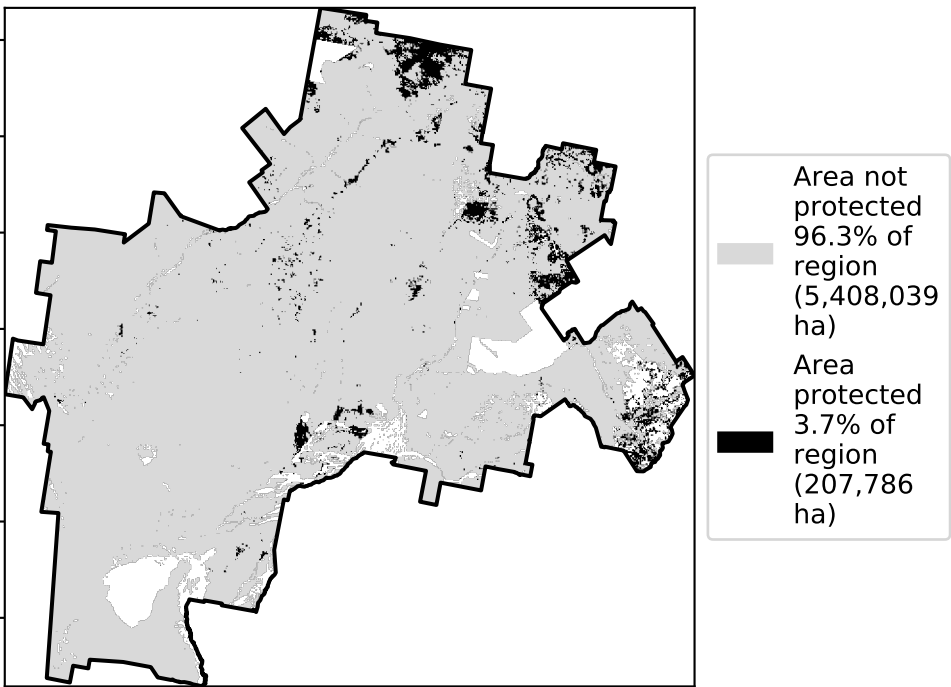 Area not
protected
96.3% of
region
(5,408,039
ha)
Area
protected
3.7% of
region
(207,786
ha)